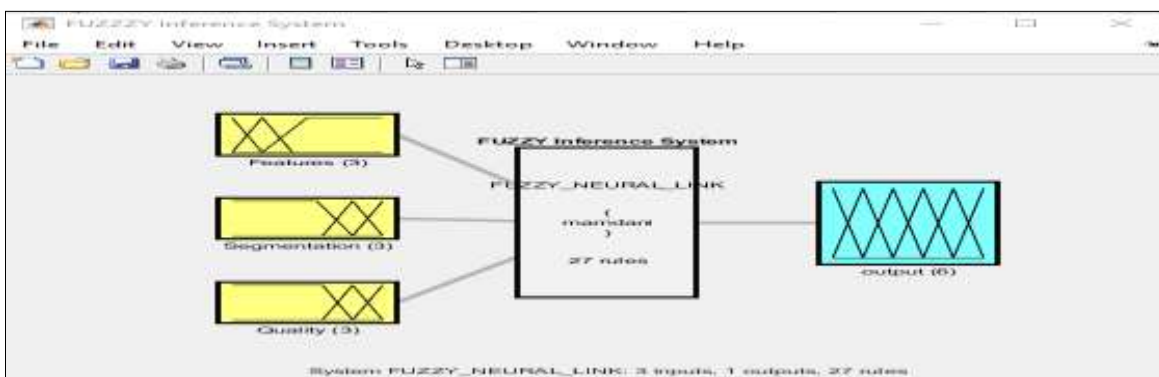 FUZZZY Inference System
File Edit View Insert Tools Desktop Window Help
FUZZY Inference System
Features (3)
FUZZY_NEURAL_LINK
Segmentation (3)
(
mamdani
)
27 rules
output (6)
Quality (3)
System FUZZY_NEURAL_LINK: 3 inputs, 1 outputs, 27 rules